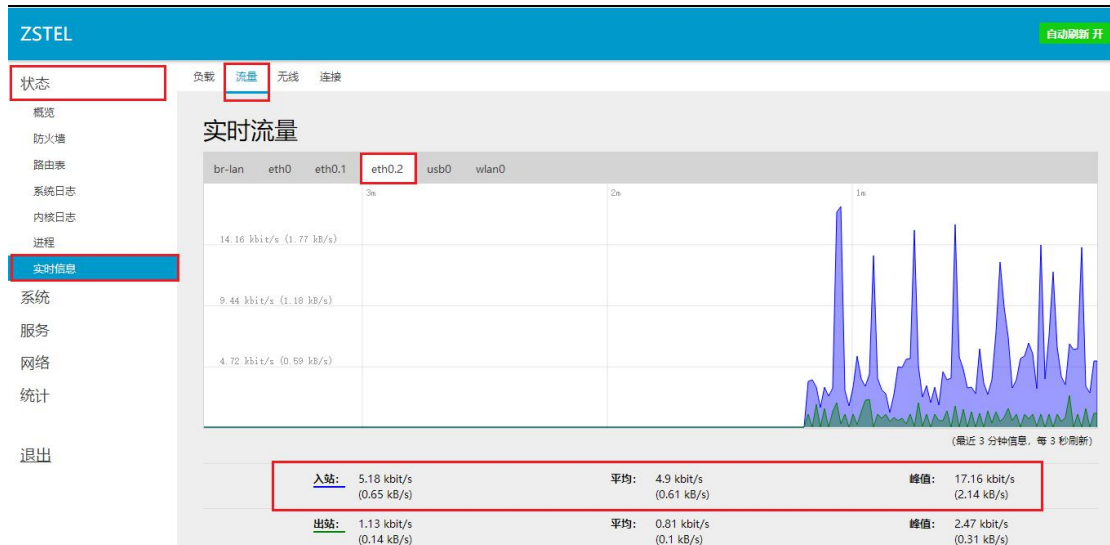 ZSTEL
自动刷新 开
状态
概览
防火墙
路由表
系统日志
内核日志
进程
实时信息
系统
服务
网络
统计
退出
负载 流量 无线 连接
实时流量
br-lan eth0 eth0.1 eth0.2 usb0 wlan0
3m 2m 1m
14.16 kbit/s (1.77 kB/s)
9.44 kbit/s (1.18 kB/s)
4.72 kbit/s (0.59 kB/s)
(最近 3 分钟信息，每 3 秒刷新)
入站: 5.18 kbit/s 平均: 4.9 kbit/s 峰值: 17.16 kbit/s
(0.65 kB/s) (0.61 kB/s) (2.14 kB/s)
出站: 1.13 kbit/s 平均: 0.81 kbit/s 峰值: 2.47 kbit/s
(0.14 kB/s) (0.1 kB/s) (0.31 kB/s)